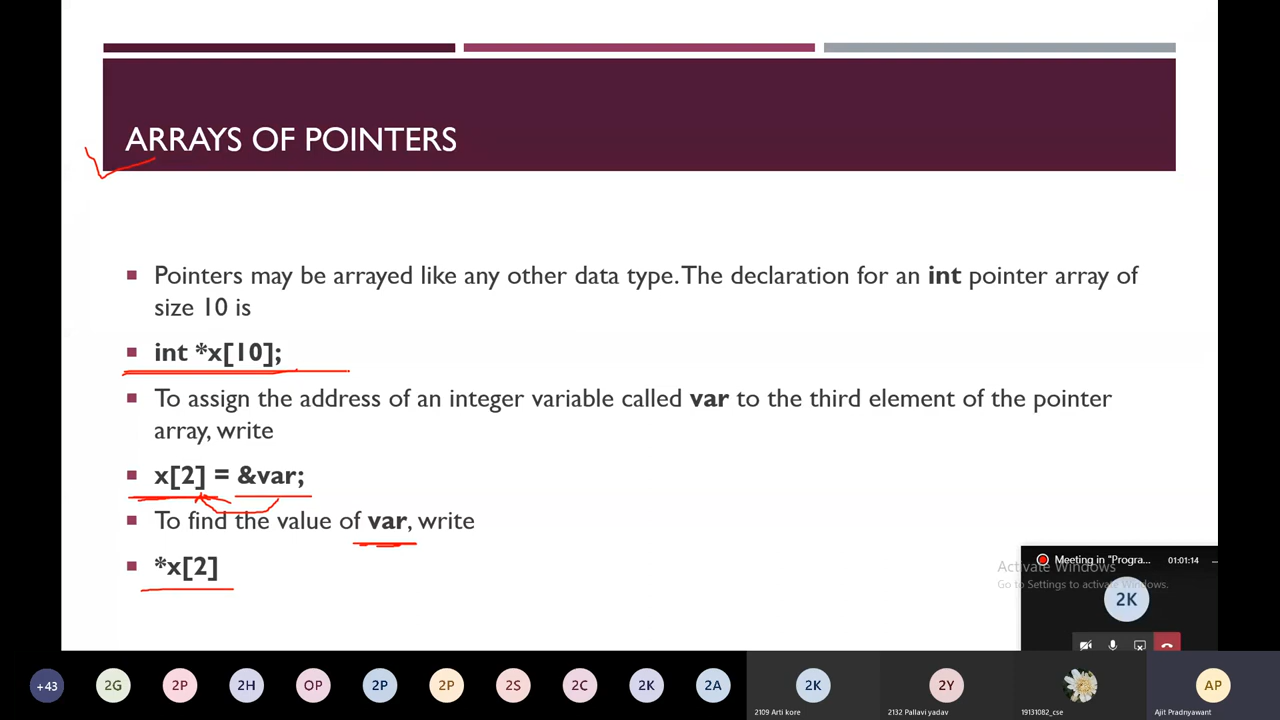 ARRAYS OF POINTERS
Pointers may be arrayed like any other data type. The declaration for an int pointer array of
size 10 is
int *x[10];
To assign the address of an integer variable called var to the third element of the pointer
array, write
x[2] = &var;
To find the value of var, write
*x[2]
Meeting in "Progra... 01:01:14
Activate Windows
Go to Settings to activate Windows.
2K
+43 2G 2P 2H OP 2P 2P 2S 2C 2K 2A 2K 2Y AP
2109 Arti kore 2132 Pallavi yadav 19131082_cse Ajit Pradnyawant